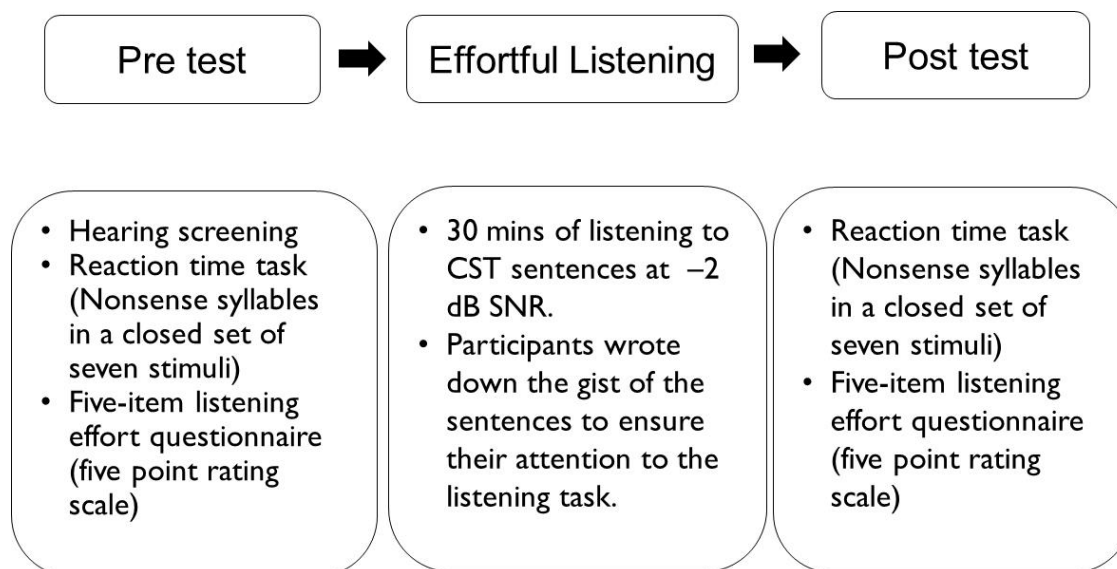 Pre test
Effortful Listening
Post test
• Hearing screening
• Reaction time task
(Nonsense syllables
in a closed set of
seven stimuli)
• Five-item listening
effort questionnaire
(five point rating
scale)
• 30 mins of listening to
CST sentences at –2
dB SNR.
• Participants wrote
down the gist of the
sentences to ensure
their attention to the
listening task.
• Reaction time task
(Nonsense syllables
in a closed set of
seven stimuli)
• Five-item listening
effort questionnaire
(five point rating
scale)